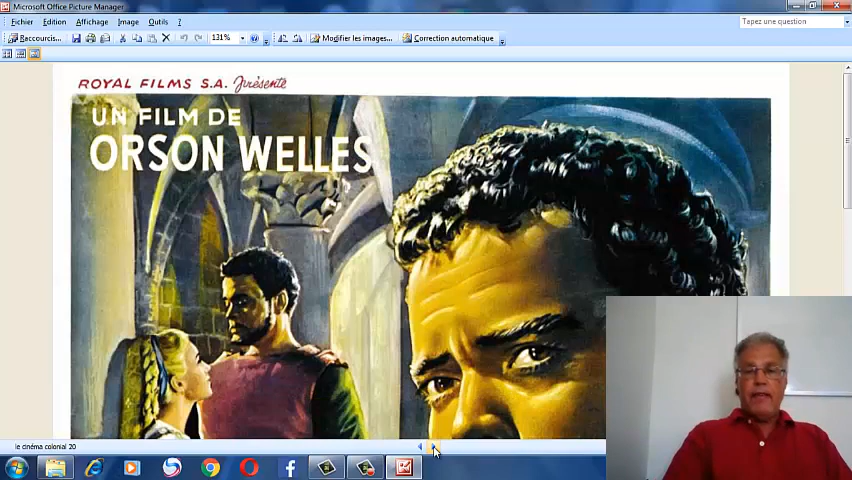 Microsoft Office Picture Manager
Fichier Édition Affichage Image Outils ?
Tapez une question
Raccourcis... 131% Modifier les images... Correction automatique
ROYAL FILMS S.A. Présente
UN FILM DE
ORSON WELLES
le cinéma colonial 20